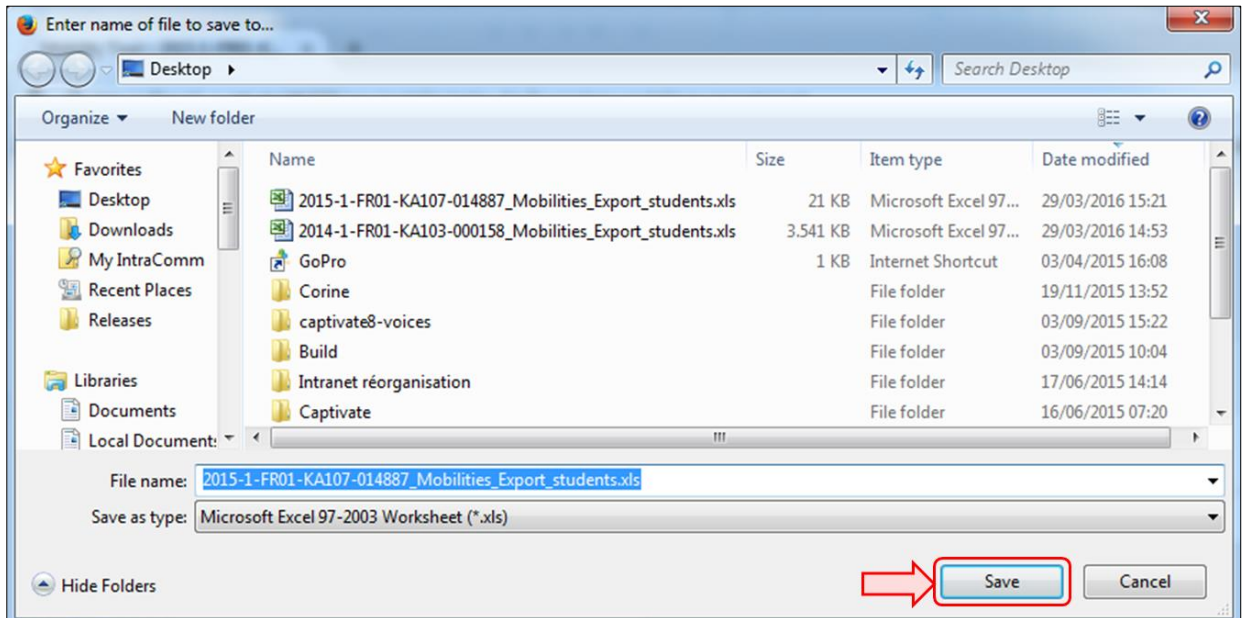 Enter name of file to save to...
Desktop
Search Desktop
Organize New folder
Name Size Item type Date modified
Favorites
Desktop
Downloads
My IntraComm
Recent Places
Releases
Libraries
Documents
Local Document
2015-1-FR01-KA107-014887_Mobilities_Export_students.xls 21 KB Microsoft Excel 97... 29/03/2016 15:21
2014-1-FR01-KA103-000158_Mobilities_Export_students.xls 3.541 KB Microsoft Excel 97... 29/03/2016 14:53
GoPro 1 KB Internet Shortcut 03/04/2015 16:08
Corine File folder 19/11/2015 13:52
captivate8-voices File folder 03/09/2015 15:22
Build File folder 03/09/2015 10:04
Intranet réorganisation File folder 17/06/2015 14:14
Captivate File folder 16/06/2015 07:20
File name: 2015-1-FR01-KA107-014887_Mobilities_Export_students.xls
Save as type: Microsoft Excel 97-2003 Worksheet (*.xls)
Hide Folders Save Cancel